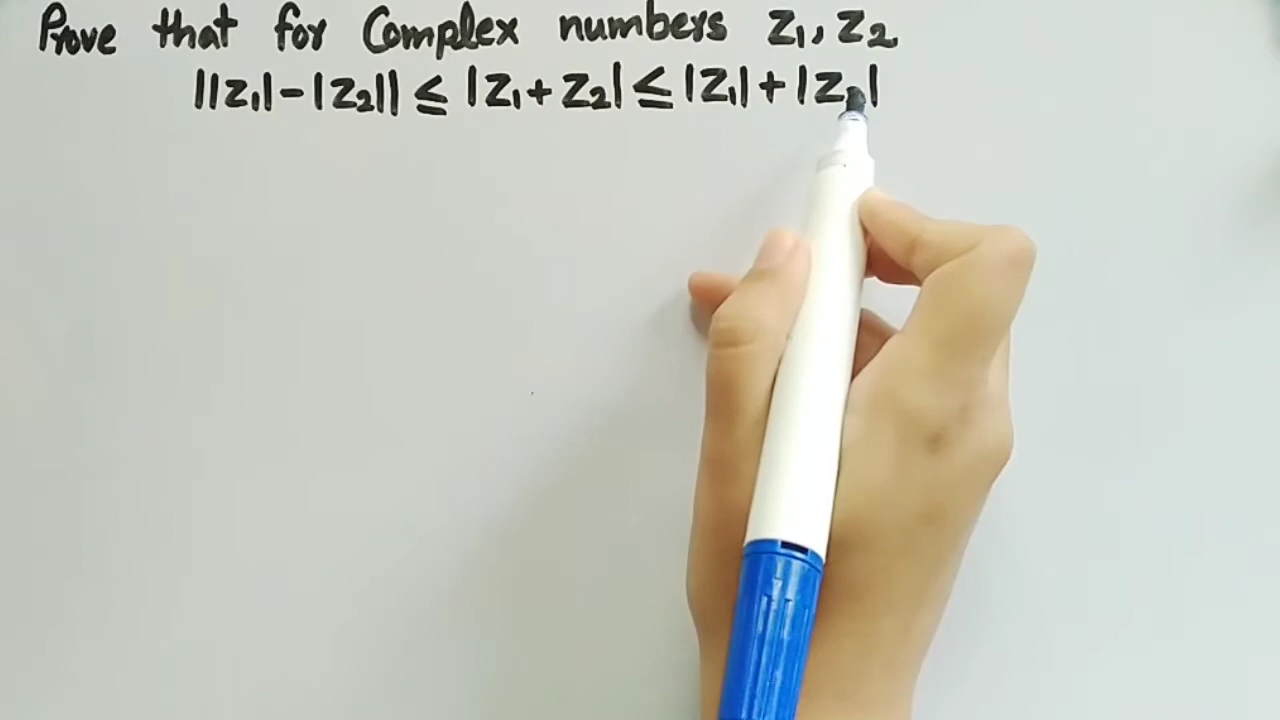 Prove that for Complex numbers z₁, z₂
||z₁|-|z₂|| ≤ |z₁+z₂| ≤ |z₁|+|z₂|